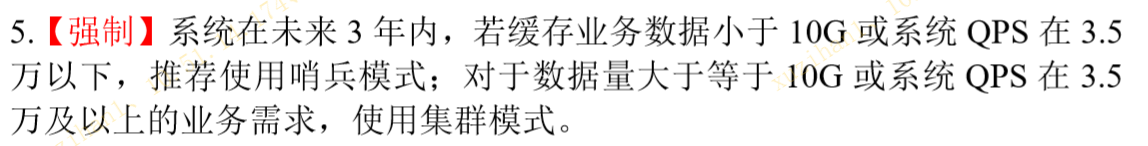 5.【强制】系统在未来 3 年内，若缓存业务数据小于 10G 或系统 QPS 在 3.5
万以下，推荐使用哨兵模式；对于数据量大于等于 10G 或系统 QPS 在 3.5
万及以上的业务需求，使用集群模式。